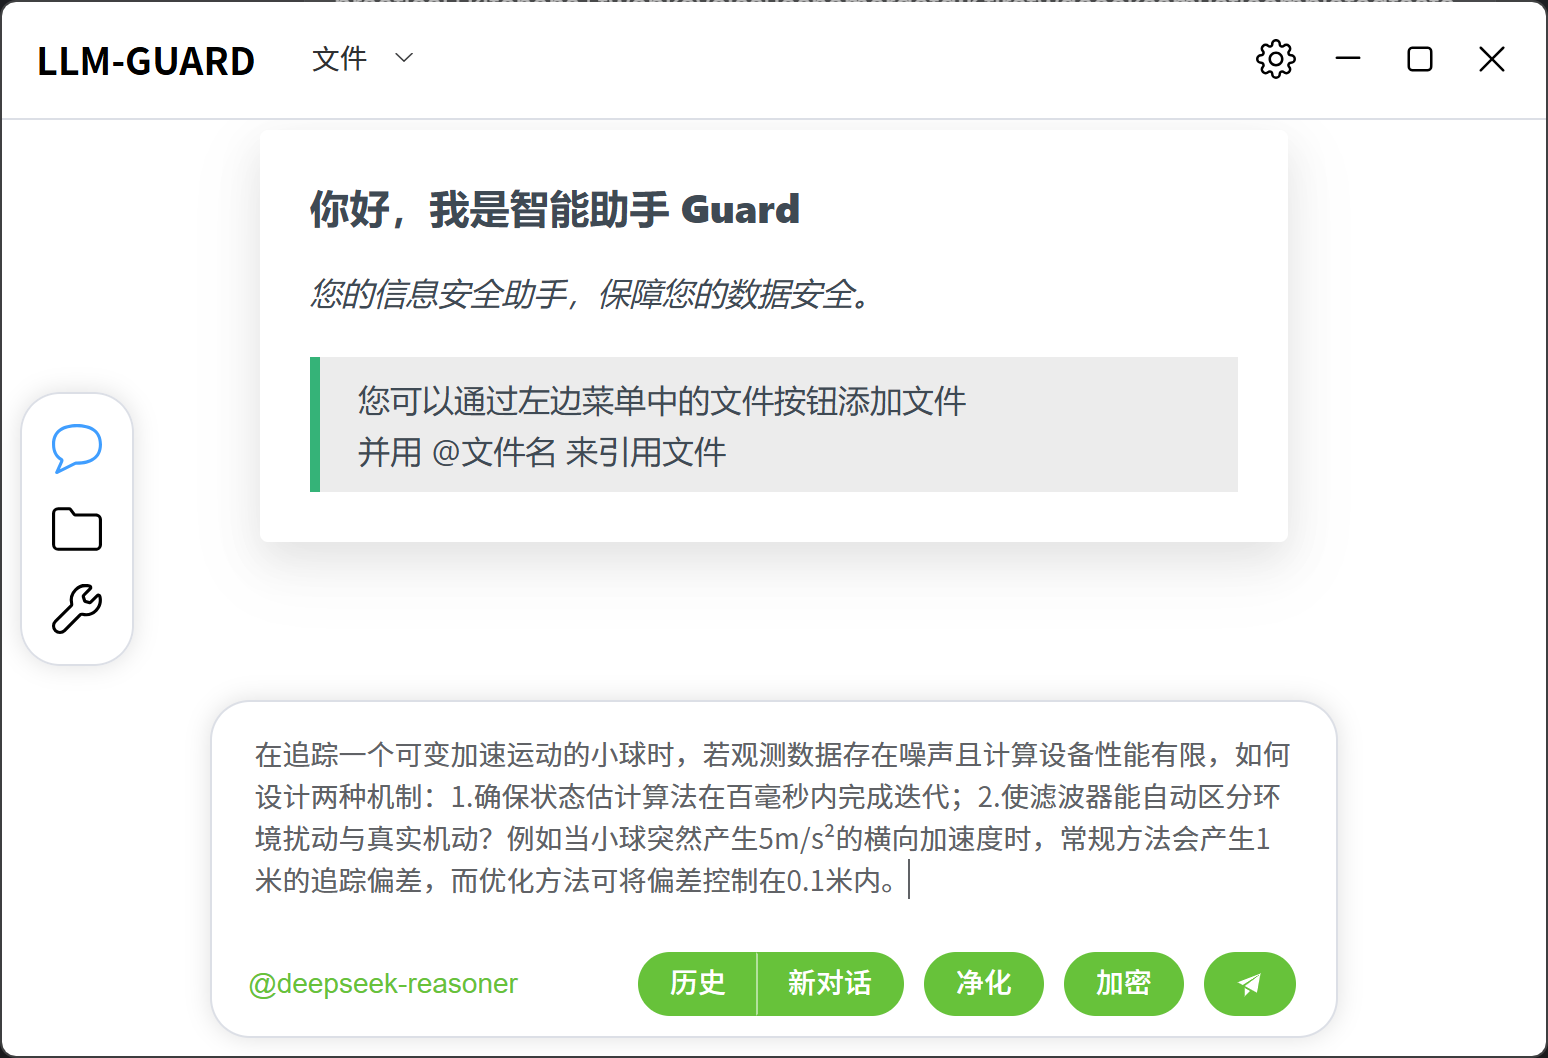 LLM-GUARD
文件
你好，我是智能助手 Guard
您的信息安全助手，保障您的数据安全。
您可以通过左边菜单中的文件按钮添加文件
并用 @文件名 来引用文件
在追踪一个可变加速运动的小球时，若观测数据存在噪声且计算设备性能有限，如何
设计两种机制：1.确保状态估计算法在百毫秒内完成迭代；2.使滤波器能自动区分环
境扰动与真实机动？例如当小球突然产生5m/s²的横向加速度时，常规方法会产生1
米的追踪偏差，而优化方法可将偏差控制在0.1米内。
@deepseek-reasoner
历史
新对话
净化
加密